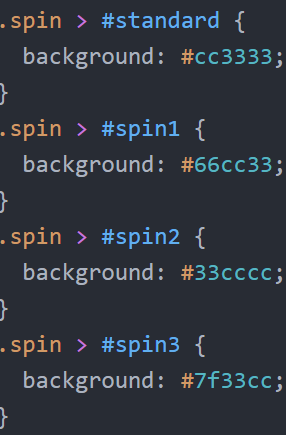 .spin > #standard {
  background: #cc3333;
}
.spin > #spin1 {
  background: #66cc33;
}
.spin > #spin2 {
  background: #33cccc;
}
.spin > #spin3 {
  background: #7f33cc;
}